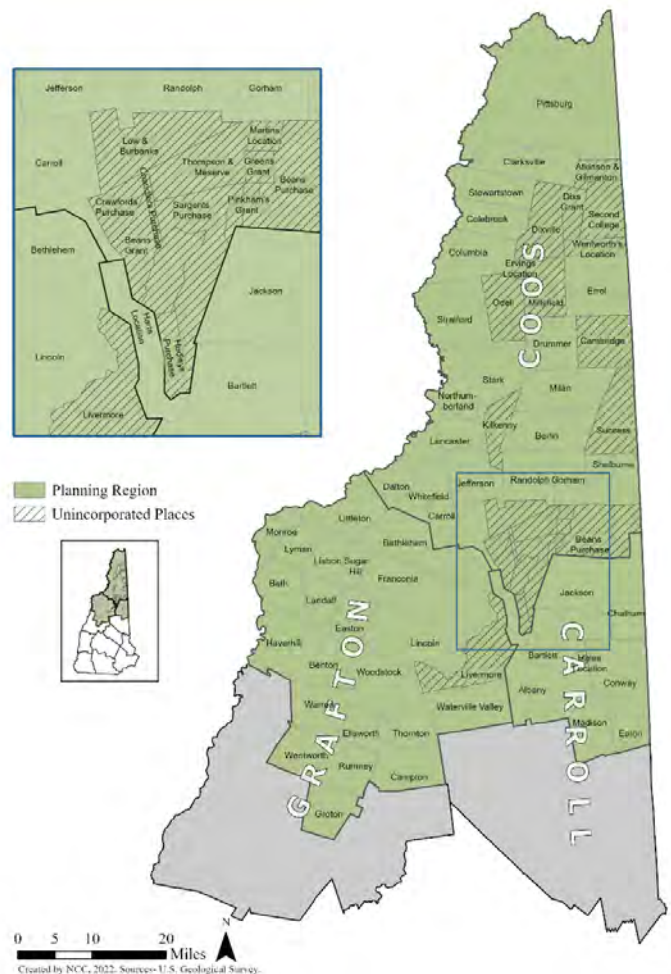 Jefferson
Randolph
Gorham
Martins
Location
Low &
Burbanks
Carroll
Thompson &
Meserve
Greens
Grant
Beans
Purchase
Chandlers Purchase
Crawfords
Purchase
Sargents
Purchase
Pinkham's
Grant
Bethlehem
Beans
Grant
Jackson
Harts
Location
Hadleys
Purchase
Lincoln
Bartlett
Livermore
Planning Region
Unincorporated Places
Pittsburg
Clarksville
Atkinson &
Gilmanton
Stewartstown
Dixs
Grant
Colebrook
Second
College
Dixville
Columbia
Wentworth's
Location
Ervings
Location
Errol
Odell
Millsfield
Stratford
Drummer
Cambridge
COOS
Stark
Milan
Northum-
berland
Kilkenny
Berlin
Success
Lancaster
Shelburne
Jefferson
Randolph
Gorham
Dalton
Whitefield
Carroll
Littleton
Monroe
Bethlehem
Beans
Purchase
Lyman
Lisbon
Sugar
Hill
Bath
Franconia
Jackson
Landaff
Chatham
Easton
Haverhill
Lincoln
Bartlett
Hales
Location
Benton
Woodstock
Livermore
Albany
Conway
Warren
Waterville Valley
Madison
Eaton
Ellsworth
Thornton
Wentworth
Rumney
Campton
Groton
GRAFTON
CARROLL
N
0 5 10 20
Miles
Created by NCC, 2022. Sources- U.S. Geological Survey.